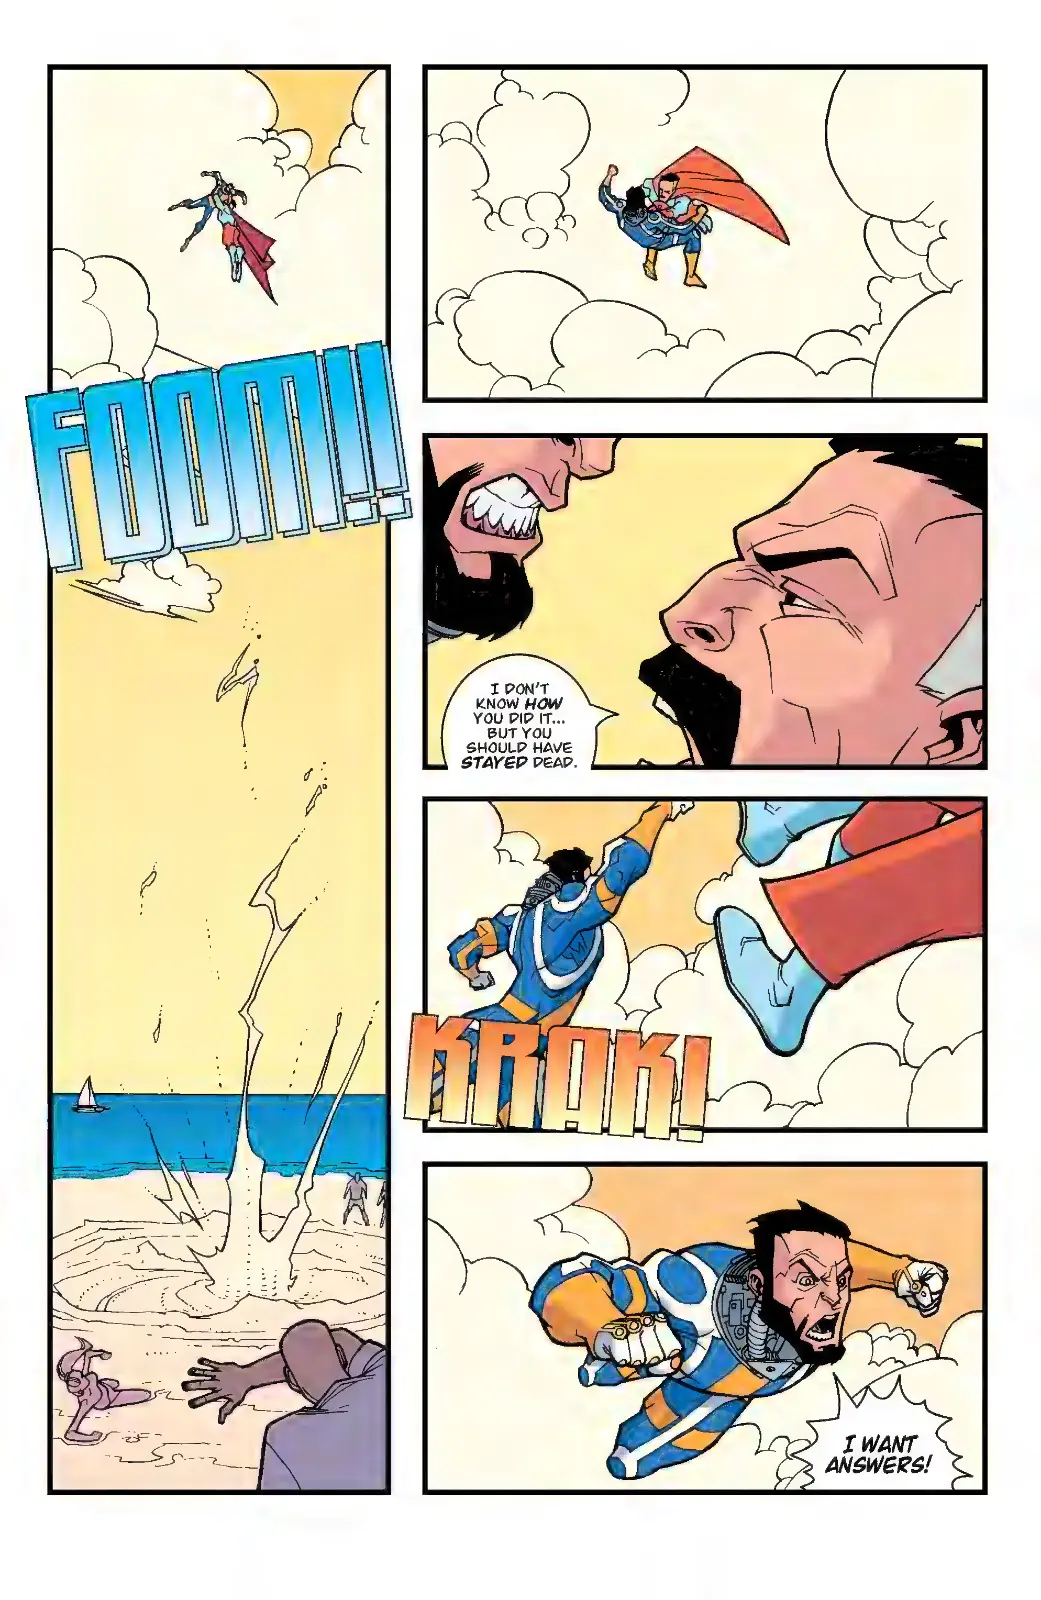 FOOM!!!
I DON'T
KNOW HOW
YOU DID IT...
BUT YOU
SHOULD HAVE
STAYED DEAD.
KRAK!
I WANT
ANSWERS!